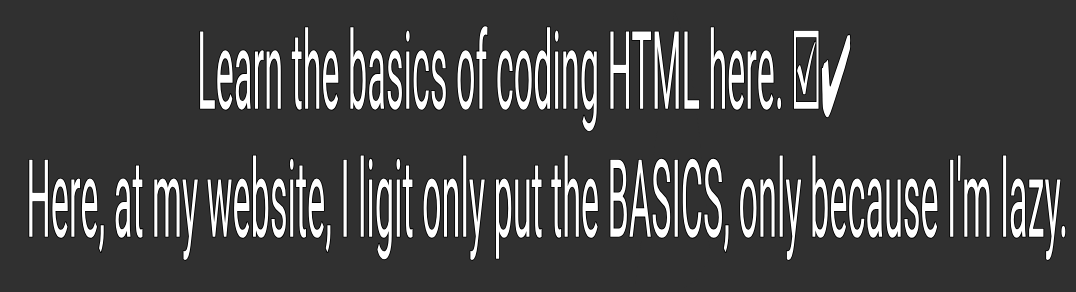 Learn the basics of coding HTML here. ☑✔
Here, at my website, I ligit only put the BASICS, only because I'm lazy.